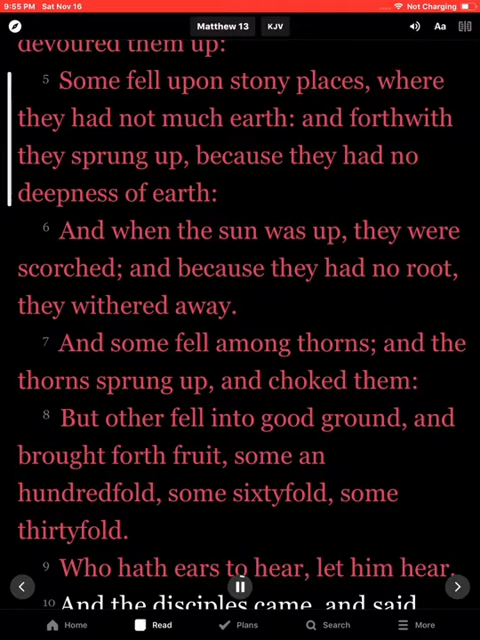 9:55 PM Sat Nov 16
Not Charging
Matthew 13 KJV
Aa
devoured them up:
5 Some fell upon stony places, where
they had not much earth: and forthwith
they sprung up, because they had no
deepness of earth:
6 And when the sun was up, they were
scorched; and because they had no root,
they withered away.
7 And some fell among thorns; and the
thorns sprung up, and choked them:
8 But other fell into good ground, and
brought forth fruit, some an
hundredfold, some sixtyfold, some
thirtyfold.
9 Who hath ears to hear, let him hear.
10 And the disciples came, and said
Home Read Plans Search More